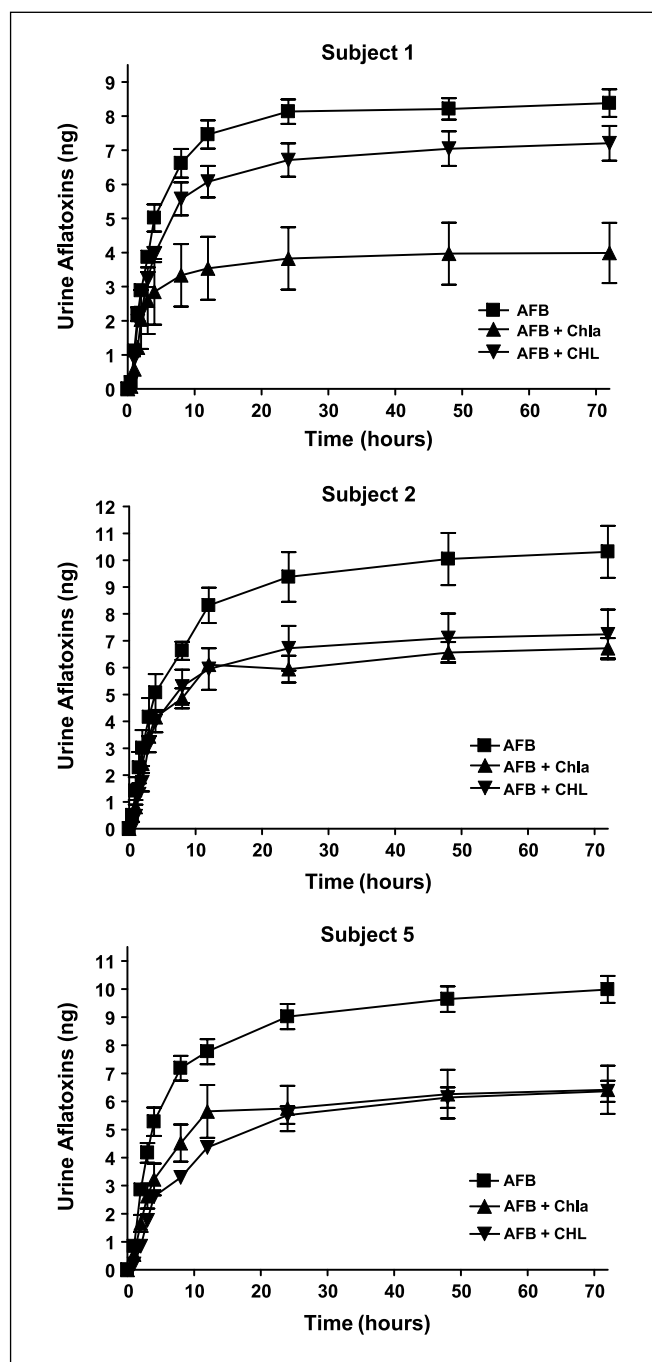 Subject 1
Urine Aflatoxins (ng)
9
8
7
6
5
4
3
2
1
0
0 10 20 30 40 50 60 70
Time (hours)
AFB
AFB + Chla
AFB + CHL
Subject 2
Urine Aflatoxins (ng)
12
11
10
9
8
7
6
5
4
3
2
1
0
0 10 20 30 40 50 60 70
Time (hours)
AFB
AFB + Chla
AFB + CHL
Subject 5
Urine Aflatoxins (ng)
11
10
9
8
7
6
5
4
3
2
1
0
0 10 20 30 40 50 60 70
Time (hours)
AFB
AFB + Chla
AFB + CHL